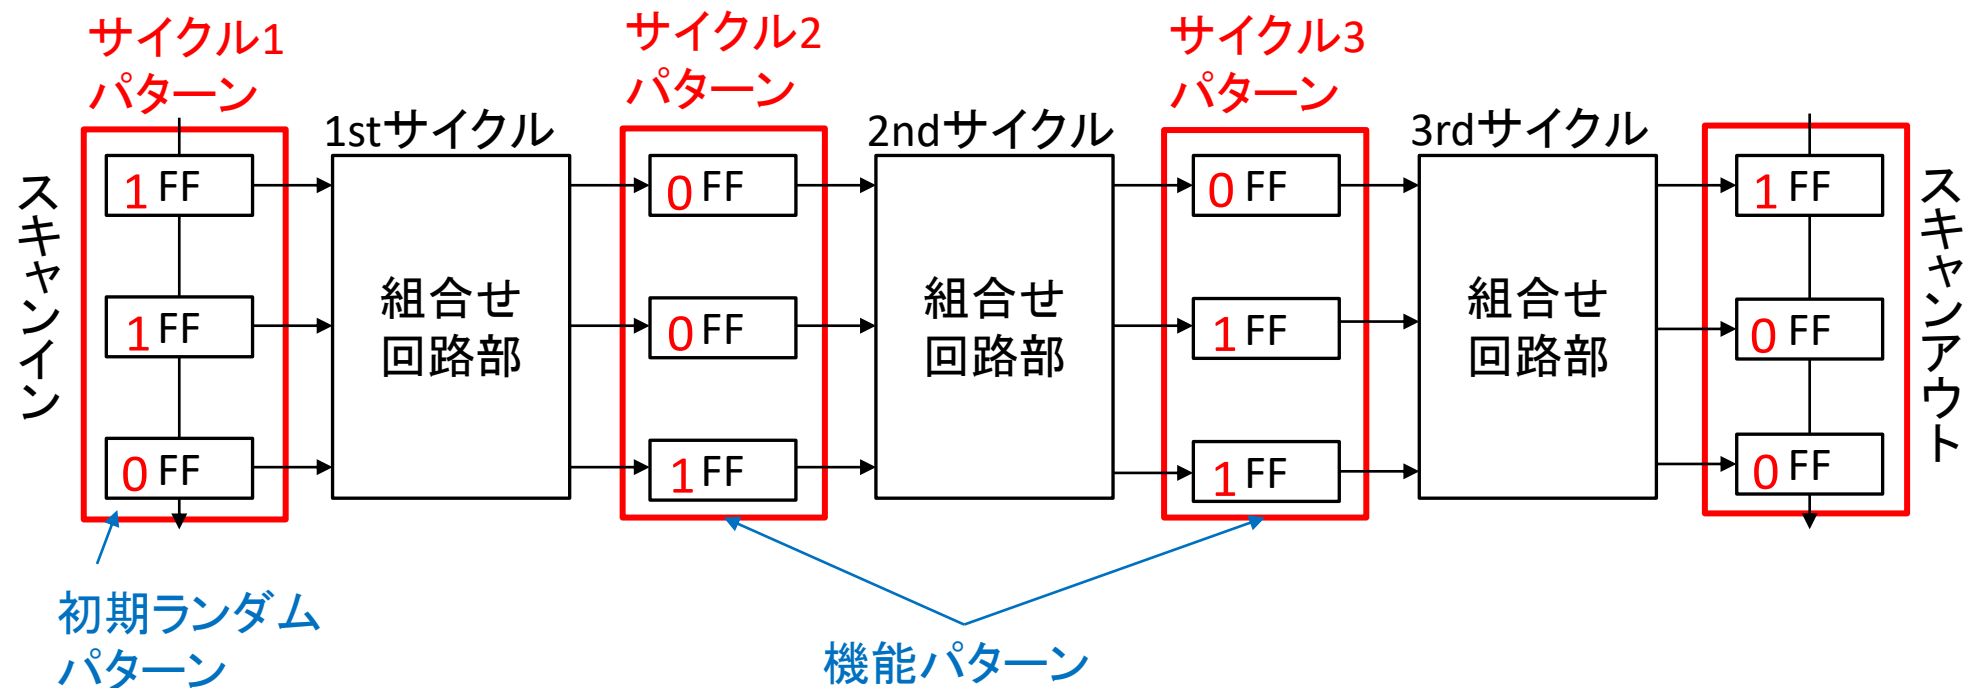 サイクル1
パターン
サイクル2
パターン
サイクル3
パターン
1stサイクル
2ndサイクル
3rdサイクル
スキャンイン
1 FF
1 FF
0 FF
組合せ
回路部
0 FF
0 FF
1 FF
組合せ
回路部
0 FF
1 FF
1 FF
組合せ
回路部
1 FF
0 FF
0 FF
スキャンアウト
初期ランダム
パターン
機能パターン